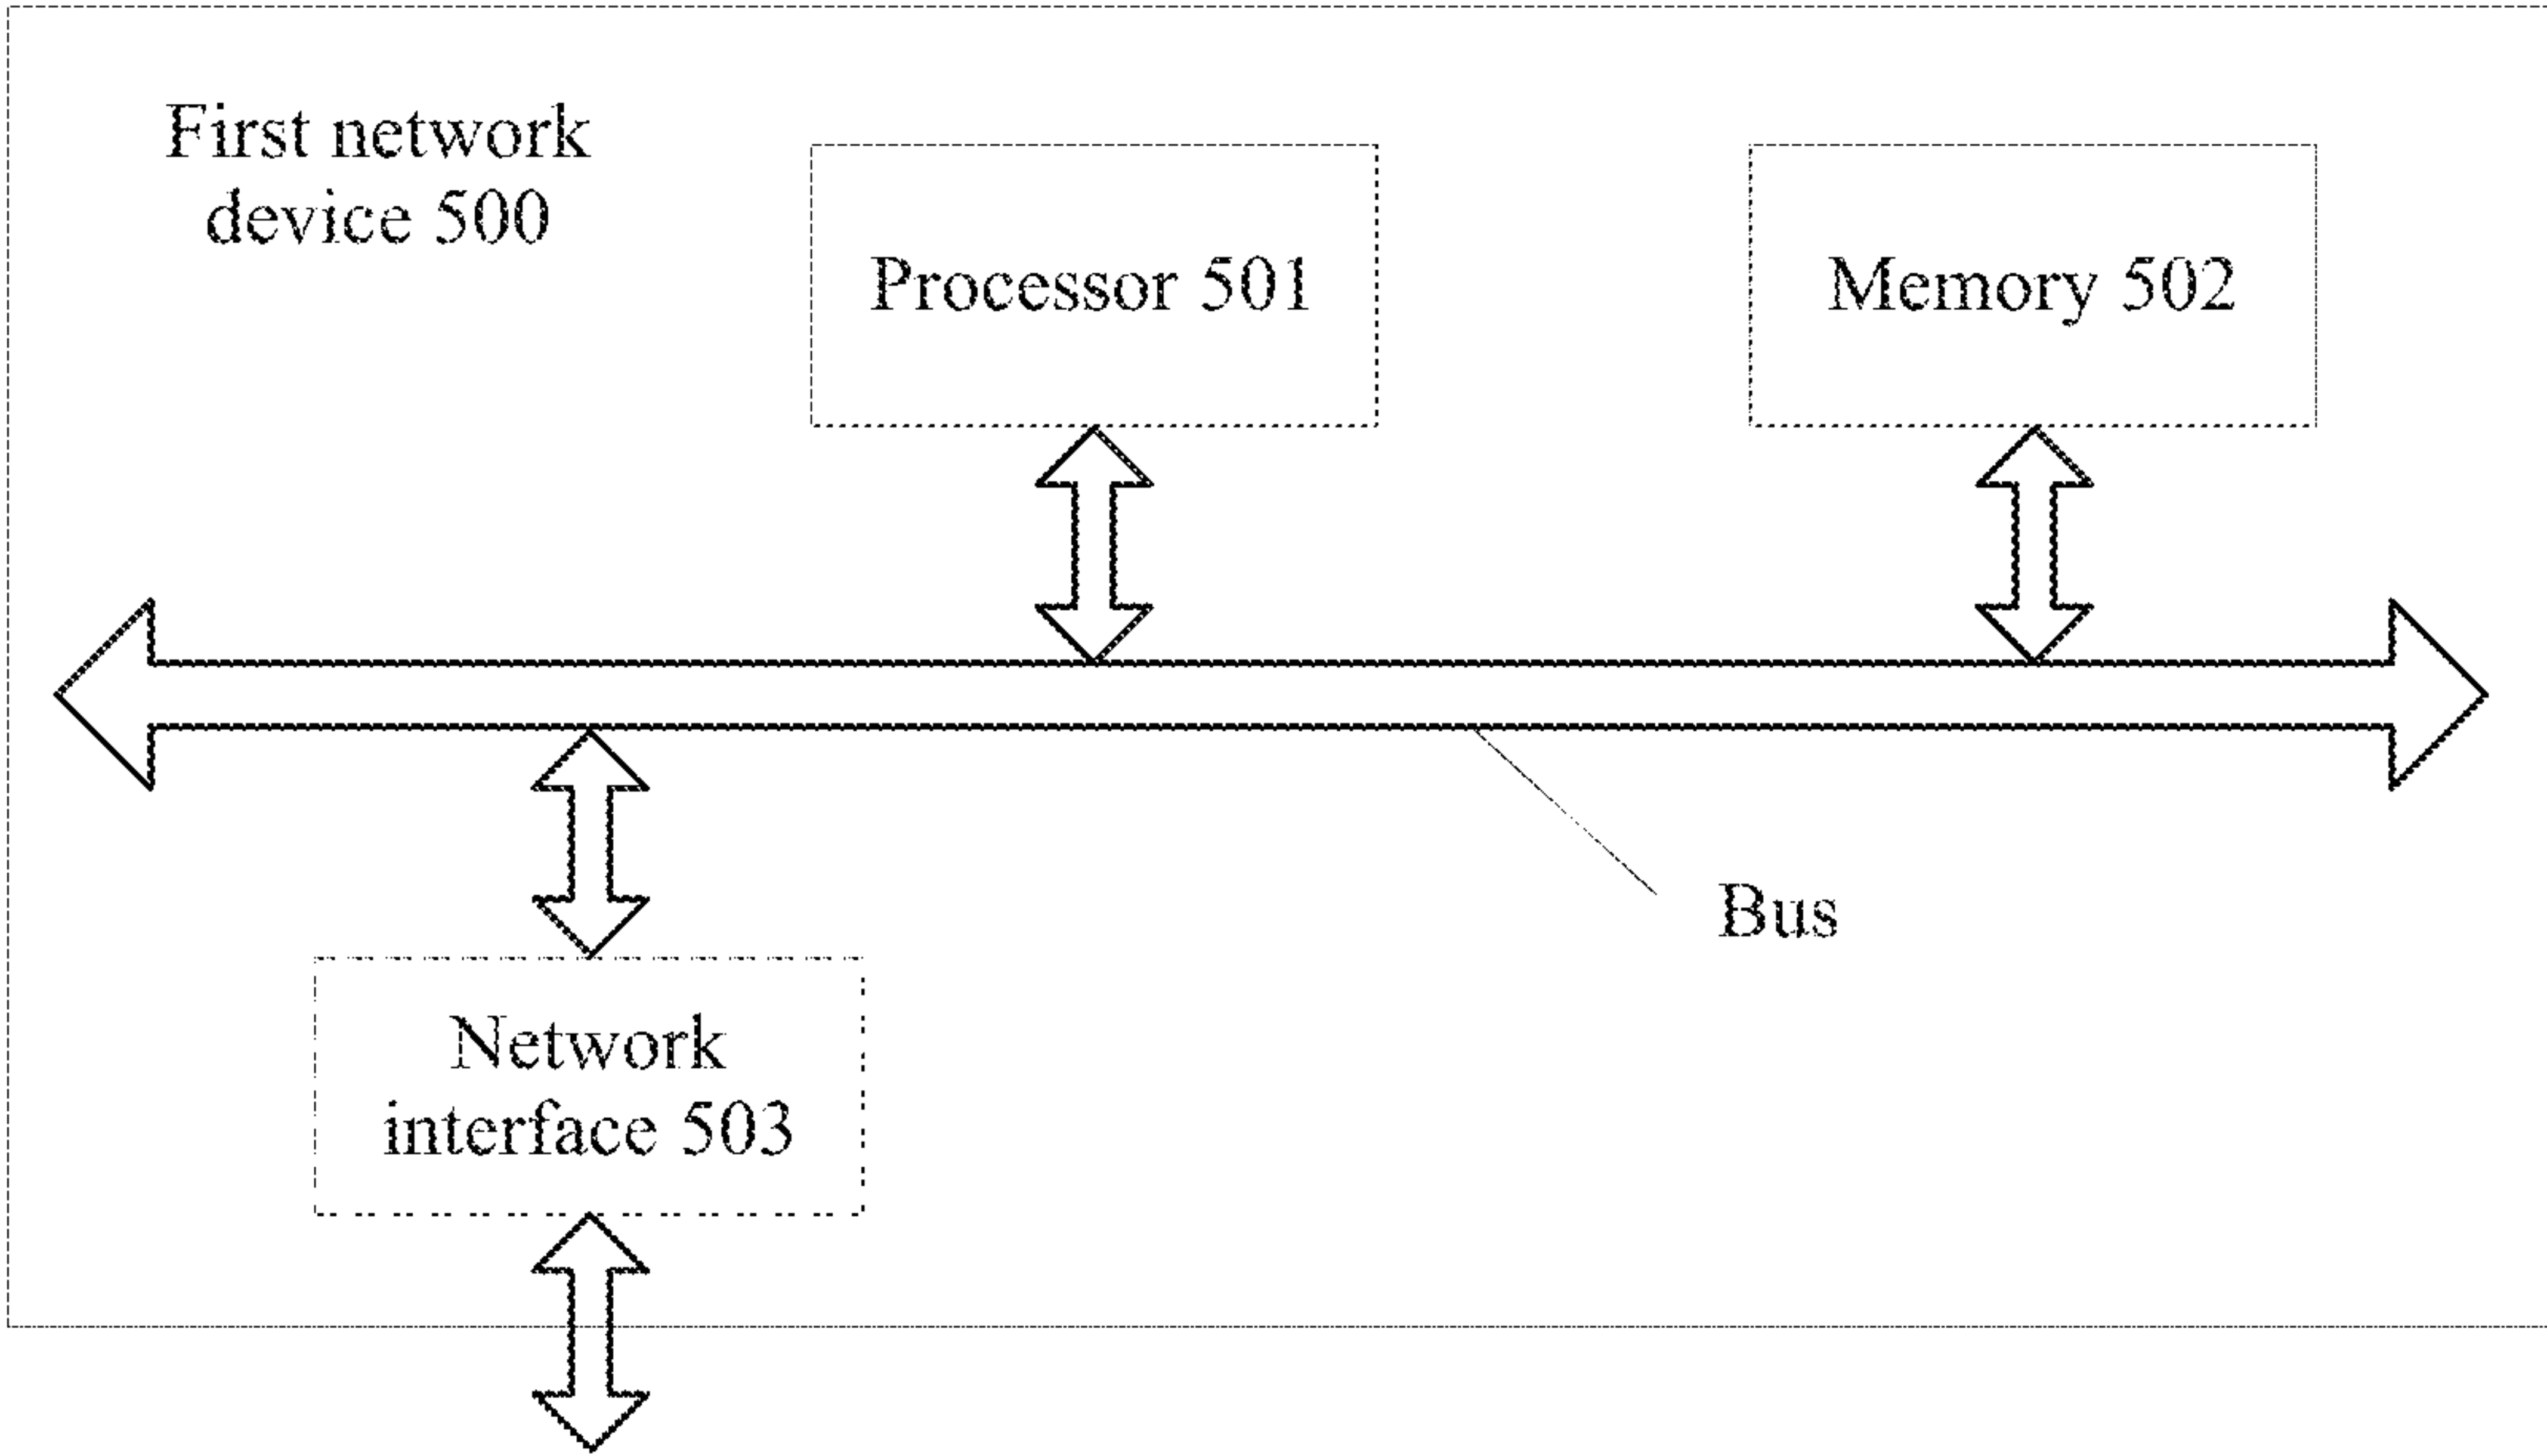 First network
device 500
Processor 501
Memory 502
Bus
Network
interface 503